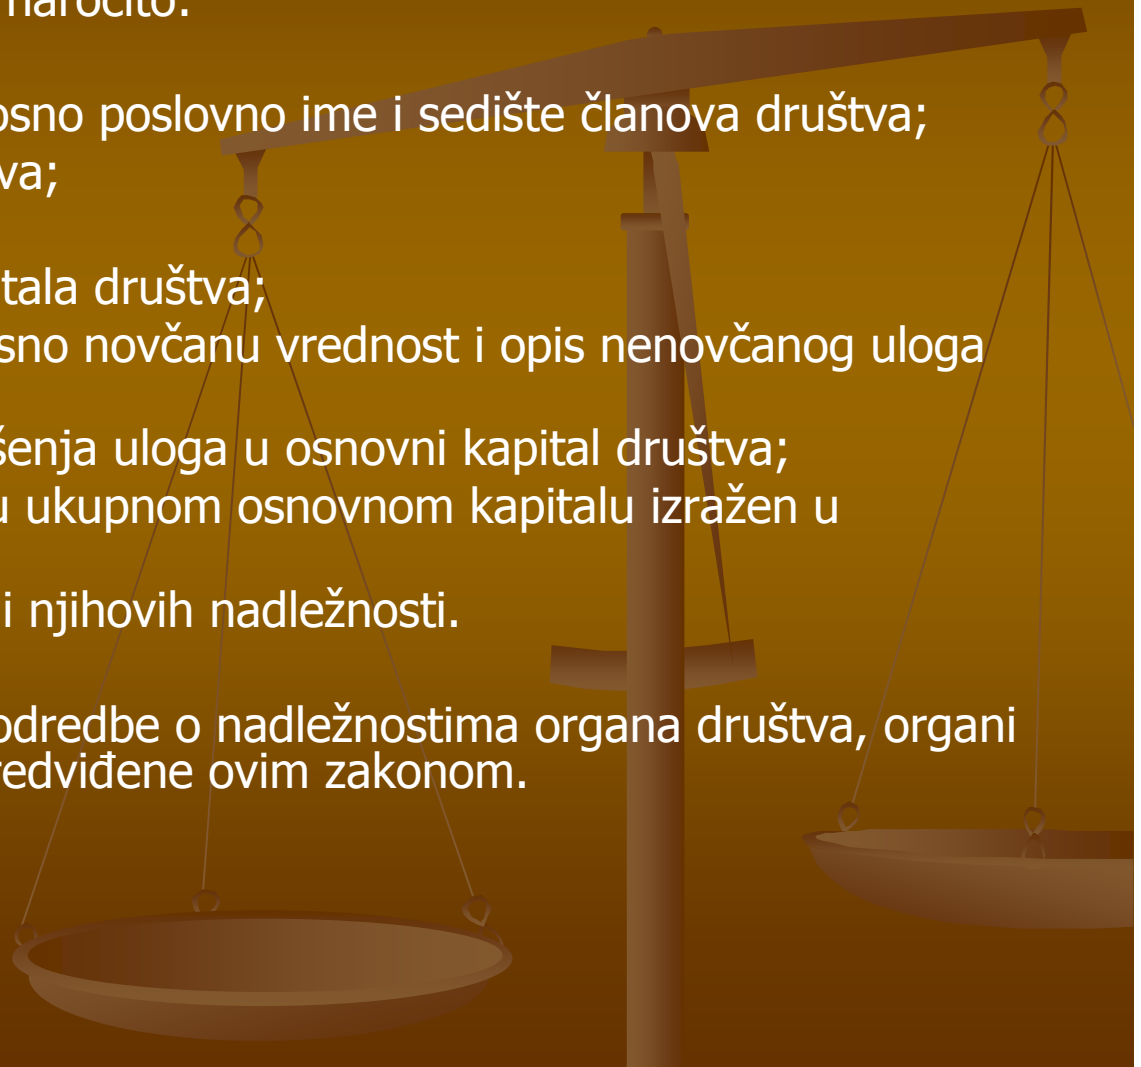 naročito:
osno poslovno ime i sedište članova društva;
va;
tala društva;
sno novčanu vrednost i opis nenovčanog uloga
šenja uloga u osnovni kapital društva;
u ukupnom osnovnom kapitalu izražen u
i njihovih nadležnosti.
odredbe o nadležnostima organa društva, organi
redviđene ovim zakonom.